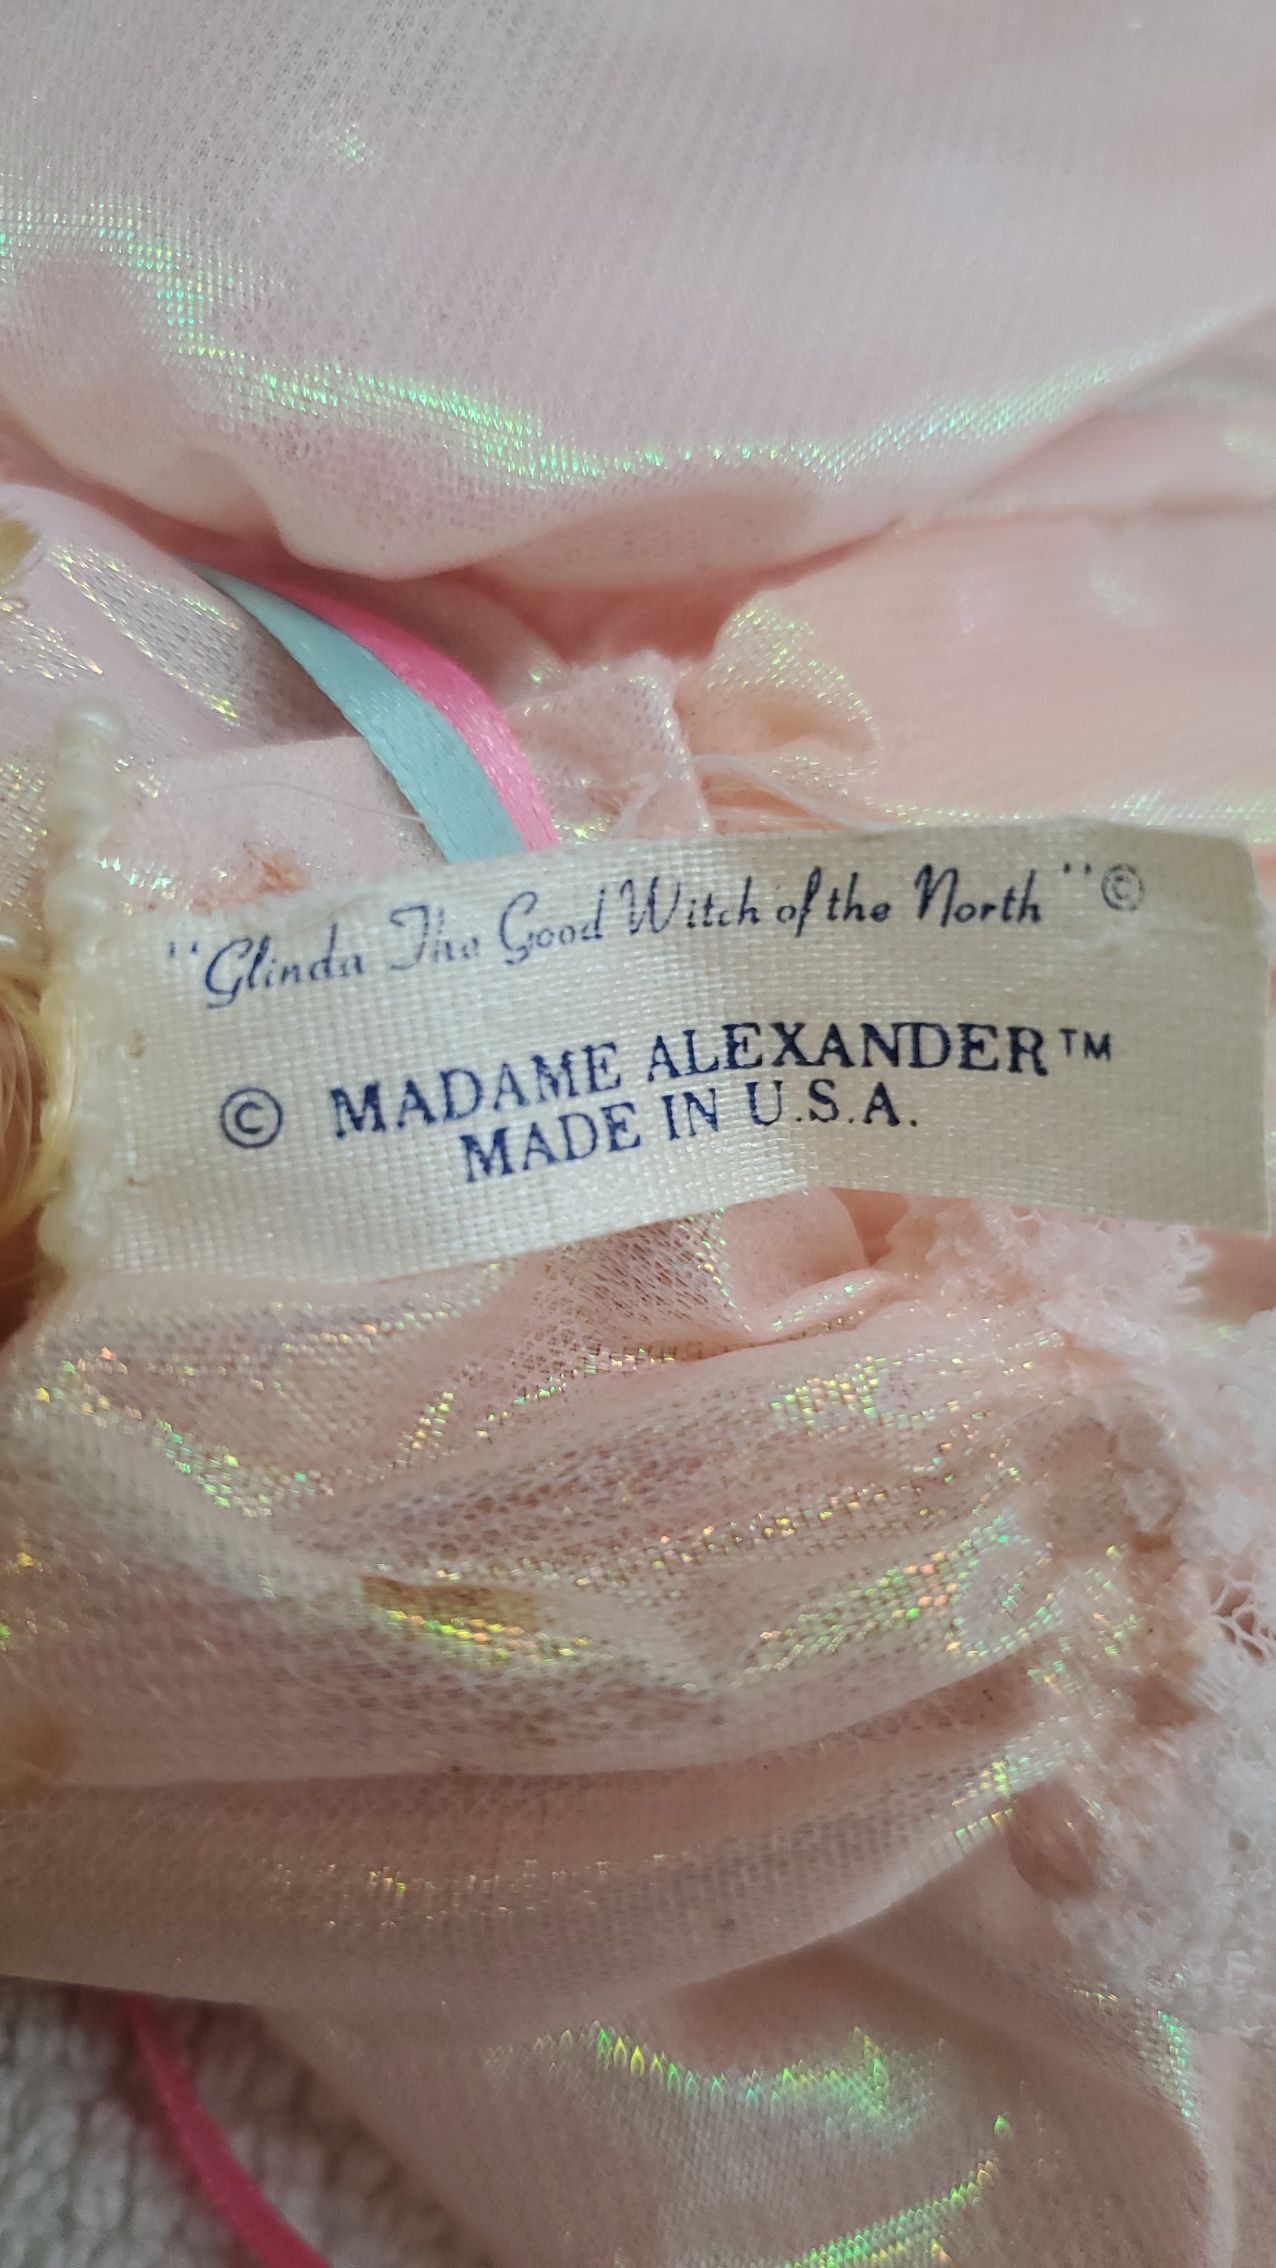 "Glinda The Good Witch of the North" ©
© MADAME ALEXANDER™
MADE IN U.S.A.